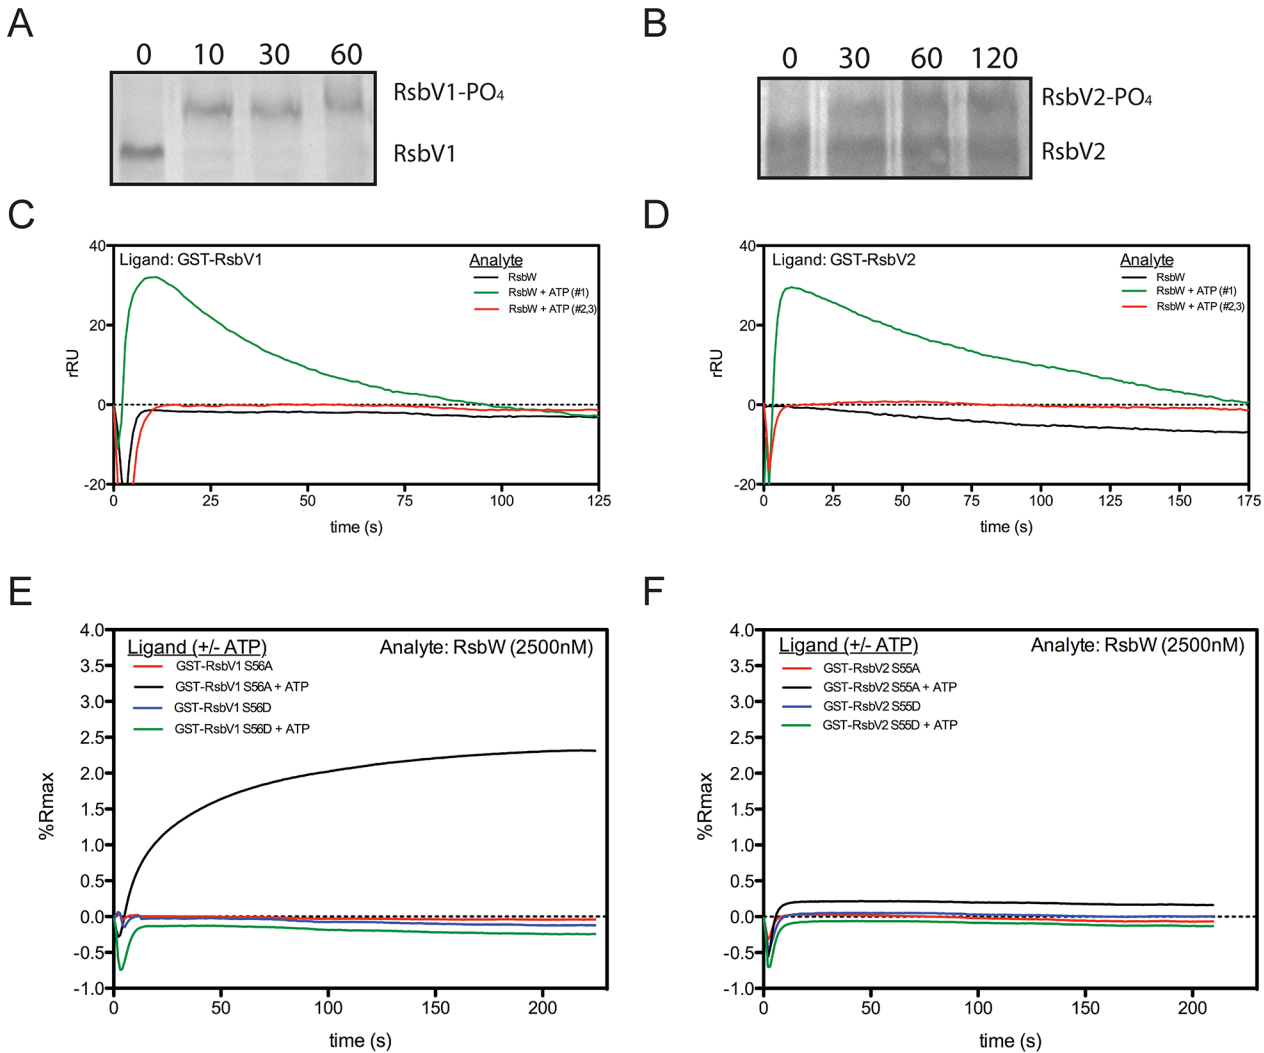 A
0 10 30 60
RsbV1-PO4
RsbV1
B
0 30 60 120
RsbV2-PO4
RsbV2
C
Ligand: GST-RsbV1
Analyte
RsbW
RsbW + ATP (#1)
RsbW + ATP (#2,3)
40
20
0
-20
rRU
0 25 50 75 100 125
time (s)
D
Ligand: GST-RsbV2
Analyte
RsbW
RsbW + ATP (#1)
RsbW + ATP (#2,3)
40
20
0
-20
rRU
0 25 50 75 100 125 150 175
time (s)
E
Ligand (+/- ATP)
Analyte: RsbW (2500nM)
GST-RsbV1 S56A
GST-RsbV1 S56A + ATP
GST-RsbV1 S56D
GST-RsbV1 S56D + ATP
4.0
3.5
3.0
2.5
2.0
1.5
1.0
0.5
0.0
-0.5
-1.0
%Rmax
0 50 100 150 200
time (s)
F
Ligand (+/- ATP)
Analyte: RsbW (2500nM)
GST-RsbV2 S55A
GST-RsbV2 S55A + ATP
GST-RsbV2 S55D
GST-RsbV2 S55D + ATP
4.0
3.5
3.0
2.5
2.0
1.5
1.0
0.5
0.0
-0.5
-1.0
%Rmax
0 50 100 150 200
time (s)